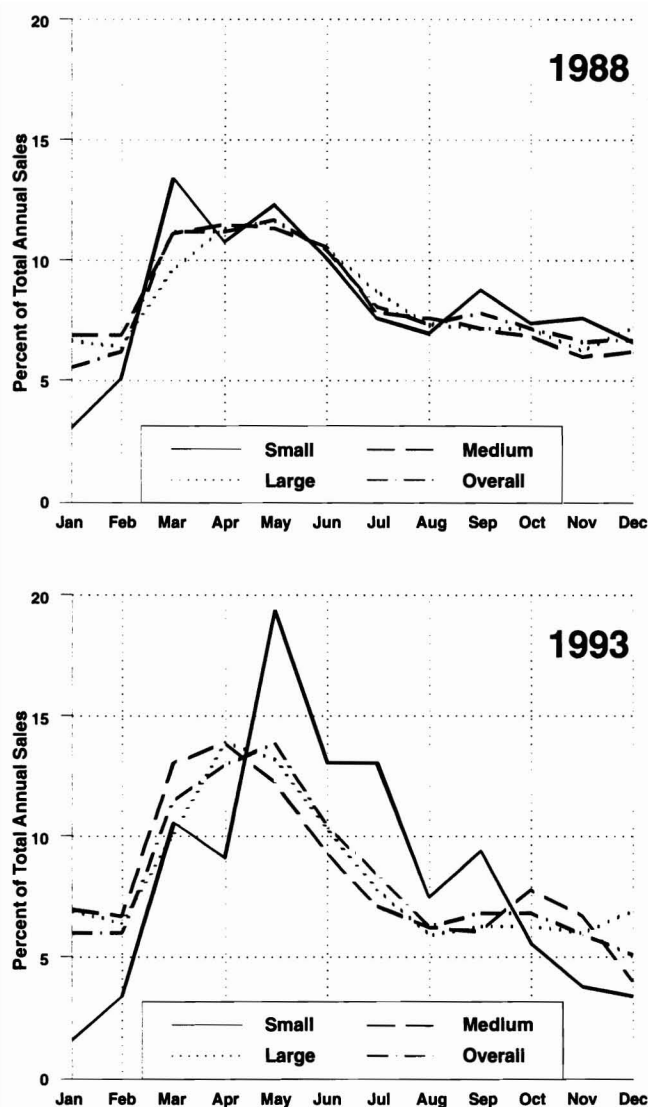 20
1988
15
10
5
0
Percent of Total Annual Sales
Small Medium
Large Overall
Jan Feb Mar Apr May Jun Jul Aug Sep Oct Nov Dec
20
1993
15
10
5
0
Percent of Total Annual Sales
Small Medium
Large Overall
Jan Feb Mar Apr May Jun Jul Aug Sep Oct Nov Dec